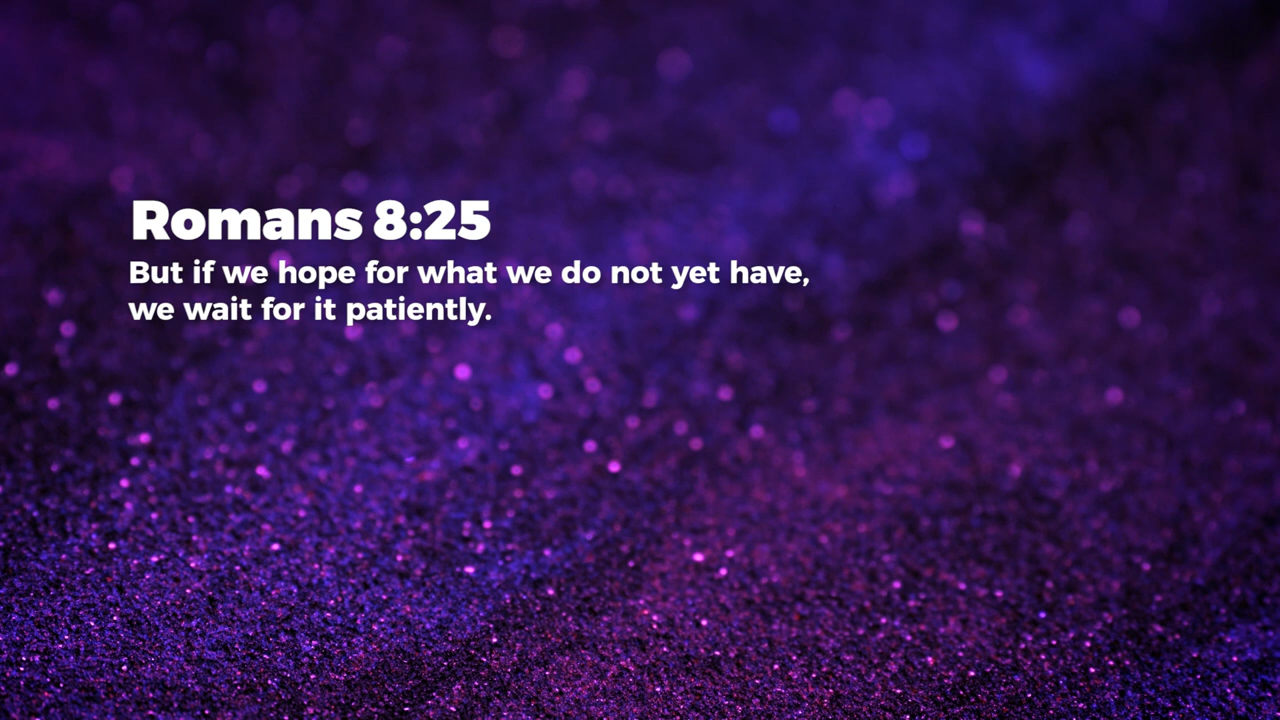 Romans 8:25
But if we hope for what we do not yet have,
we wait for it patiently.